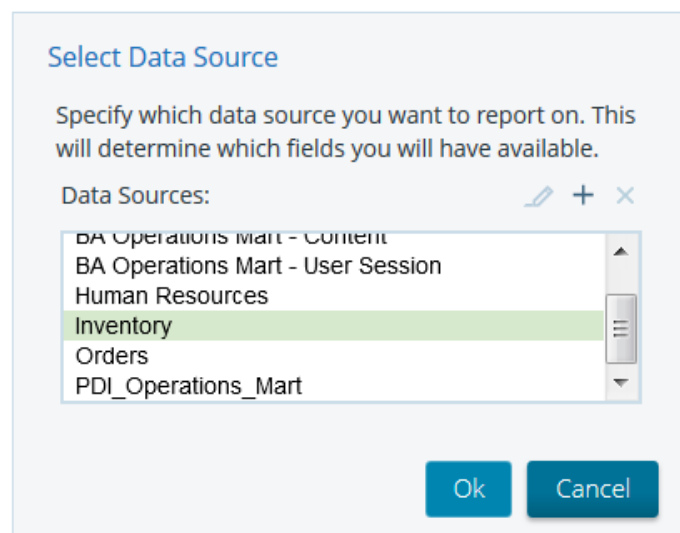 Select Data Source
Specify which data source you want to report on. This
will determine which fields you will have available.
Data Sources:
BA Operations Mart - Content
BA Operations Mart - User Session
Human Resources
Inventory
Orders
PDI_Operations_Mart
Ok Cancel